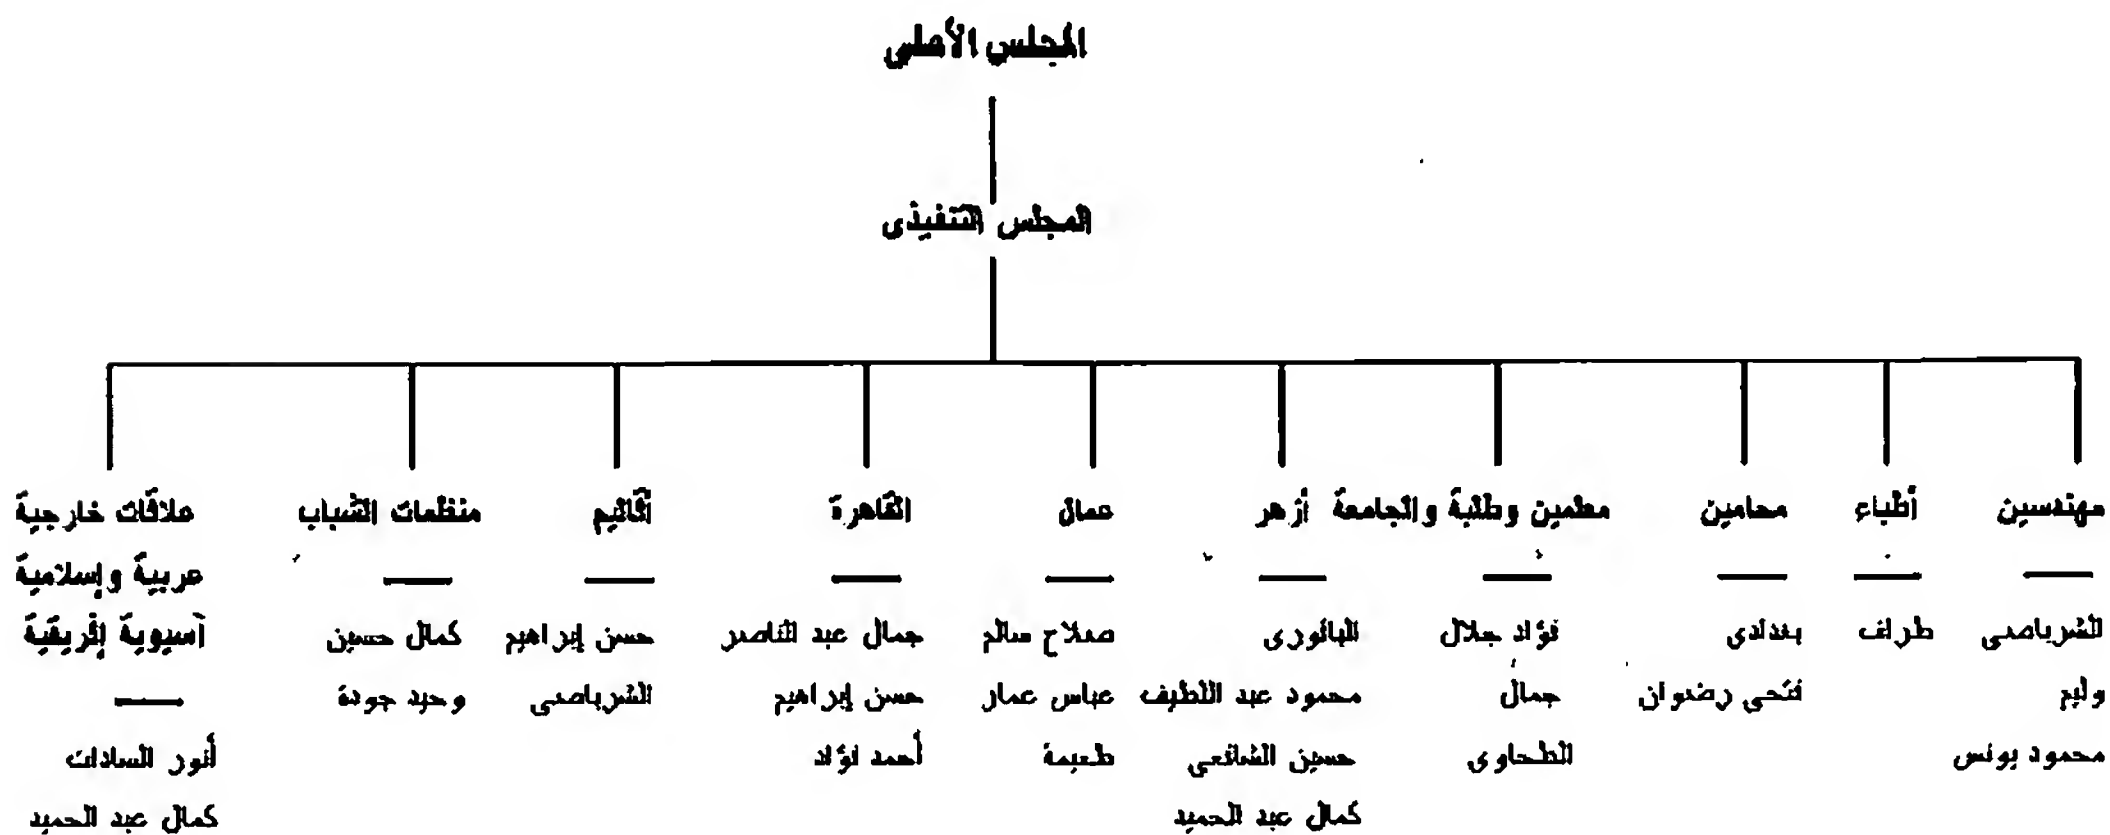 المجلس الأعلى
المجلس التنفيذى
مهندسين
أطباء
محامين
معلمين وطلبة والجامعة
أزهر
عمال
القاهرة
أقاليم
منظمات الشباب
علاقات خارجية
عربية وإسلامية
آسيوية إفريقية
الشرباصى
وليم
محمود يونس
طراف
بغدادى
فتحى رضوان
فؤاد جلال
جمال
الطحاوى
الباقورى
محمود عبد اللطيف
حسين الشافعى
كمال عبد الحميد
صلاح سالم
عباس عمار
طعيمة
جمال عبد الناصر
حسن إبراهيم
أحمد فؤاد
حسن إبراهيم
الشرباصى
كمال حسين
وحيد جودة
أنور السادات
كمال عبد الحميد